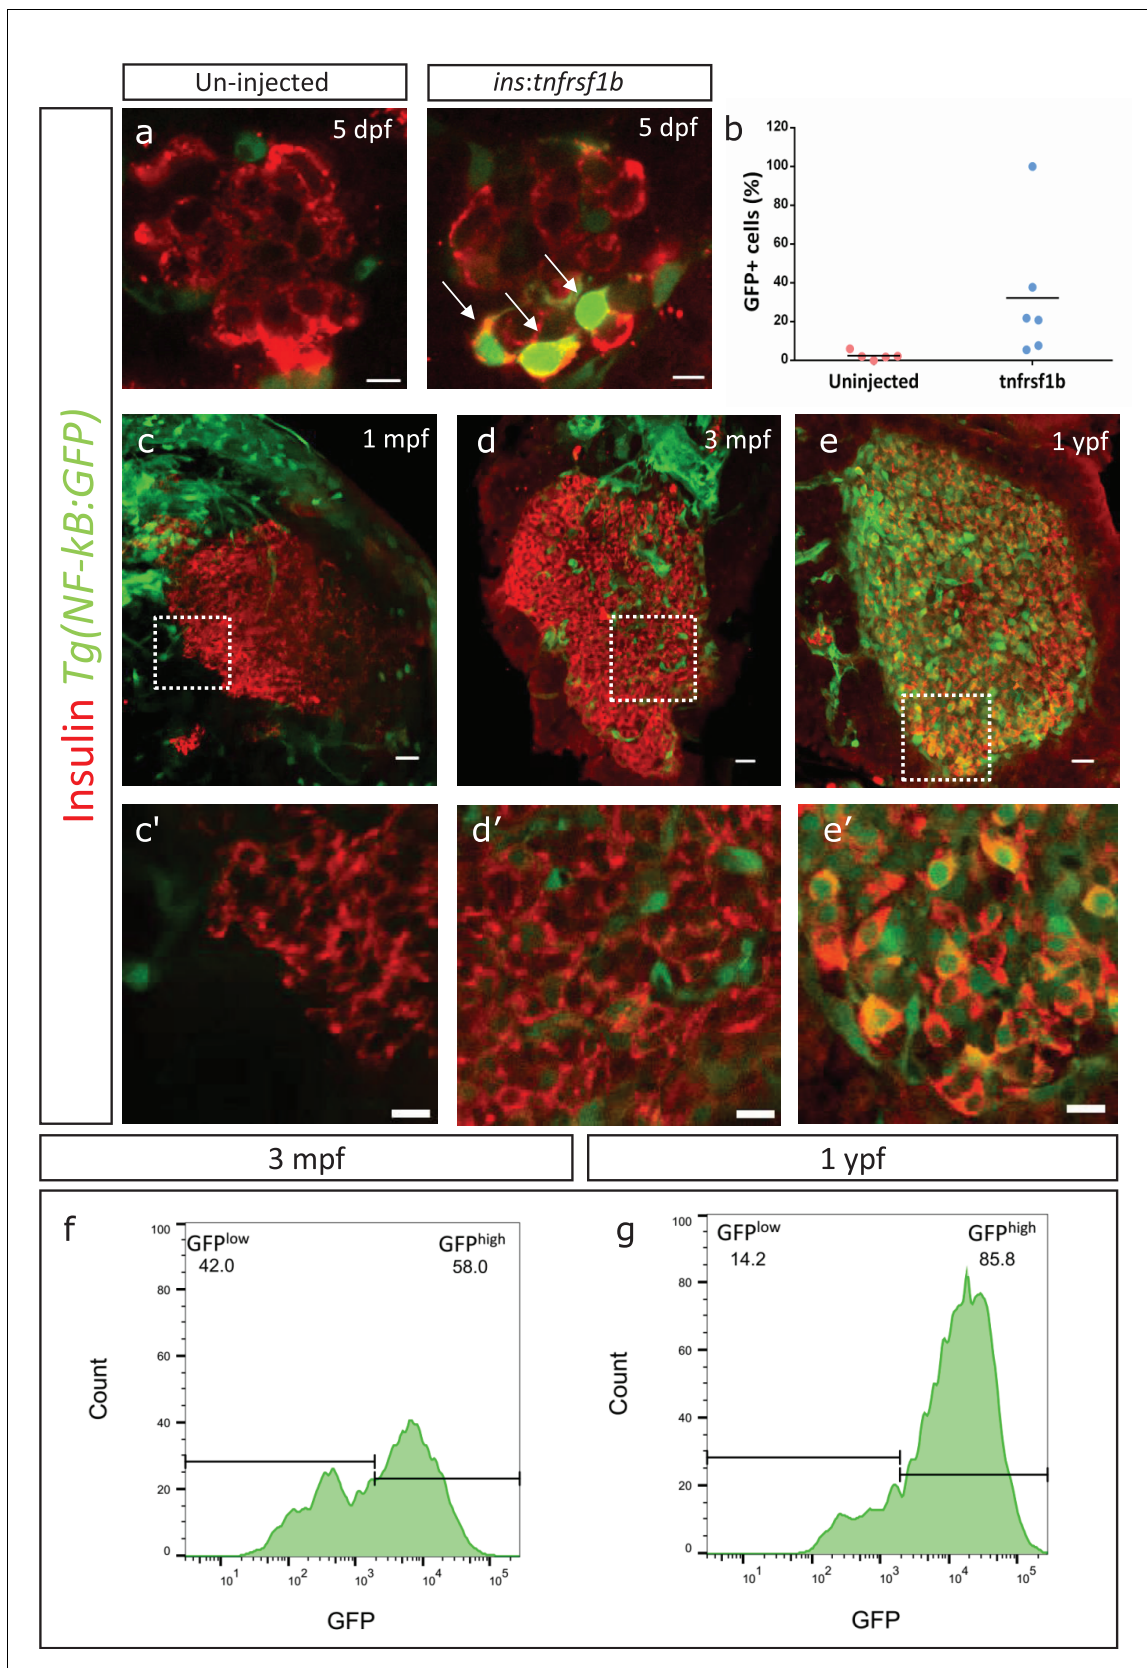 Un-injected
ins:tnfrsf1b
a
5 dpf
5 dpf
b
120
100
80
60
40
20
0
GFP+ cells (%)
Uninjected
tnfrsf1b
Insulin Tg(NF-kB:GFP)
c
1 mpf
d
3 mpf
e
1 ypf
c'
d′
e′
3 mpf
1 ypf
f
GFPlow
42.0
GFPhigh
58.0
100
80
60
40
20
0
Count
10¹ 10² 10³ 10⁴ 10⁵
GFP
g
GFPlow
14.2
GFPhigh
85.8
100
80
60
40
20
0
Count
10¹ 10² 10³ 10⁴ 10⁵
GFP